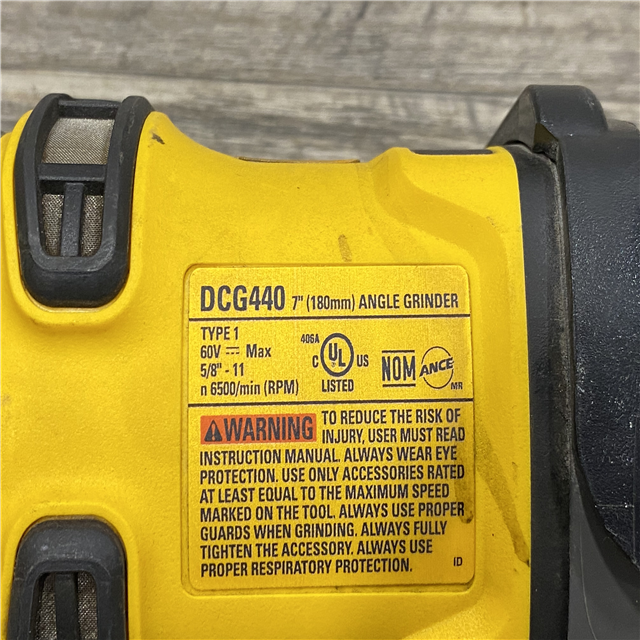 DCG440 7" (180mm) ANGLE GRINDER
TYPE 1
60V ⎓ Max
5/8" - 11
n 6500/min (RPM)
406A
C UL US
LISTED
NOM
ANCE
MR
WARNING TO REDUCE THE RISK OF
INJURY, USER MUST READ
INSTRUCTION MANUAL. ALWAYS WEAR EYE
PROTECTION. USE ONLY ACCESSORIES RATED
AT LEAST EQUAL TO THE MAXIMUM SPEED
MARKED ON THE TOOL. ALWAYS USE PROPER
GUARDS WHEN GRINDING. ALWAYS FULLY
TIGHTEN THE ACCESSORY. ALWAYS USE
PROPER RESPIRATORY PROTECTION.
ID